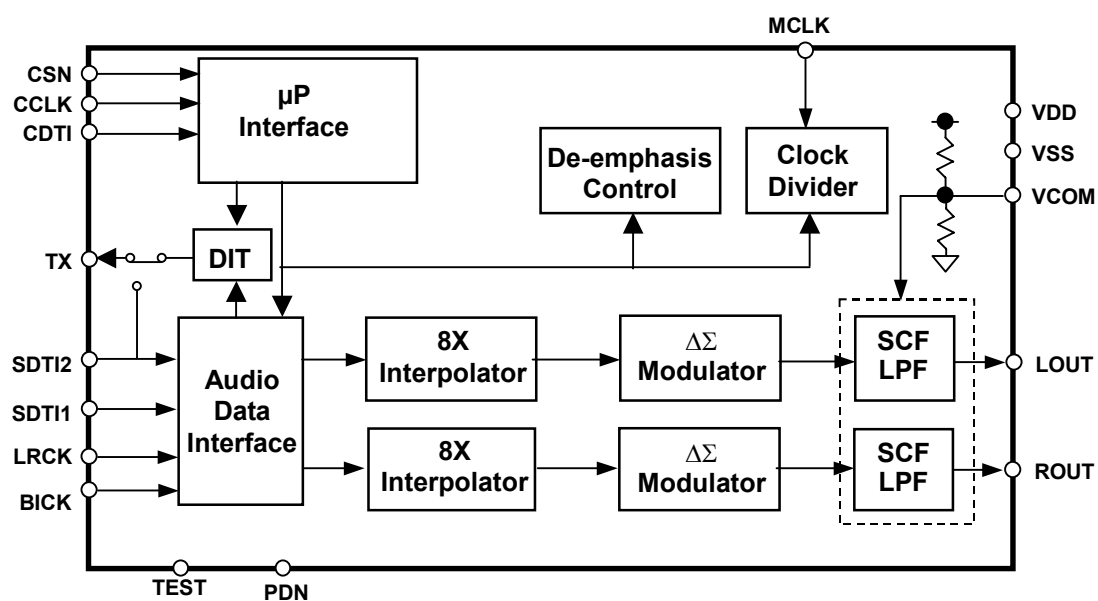 MCLK
CSN
CCLK
CDTI
µP
Interface
De-emphasis
Control
Clock
Divider
VDD
VSS
VCOM
TX
DIT
SDTI2
SDTI1
LRCK
BICK
Audio
Data
Interface
8X
Interpolator
ΔΣ
Modulator
SCF
LPF
LOUT
8X
Interpolator
ΔΣ
Modulator
SCF
LPF
ROUT
TEST
PDN